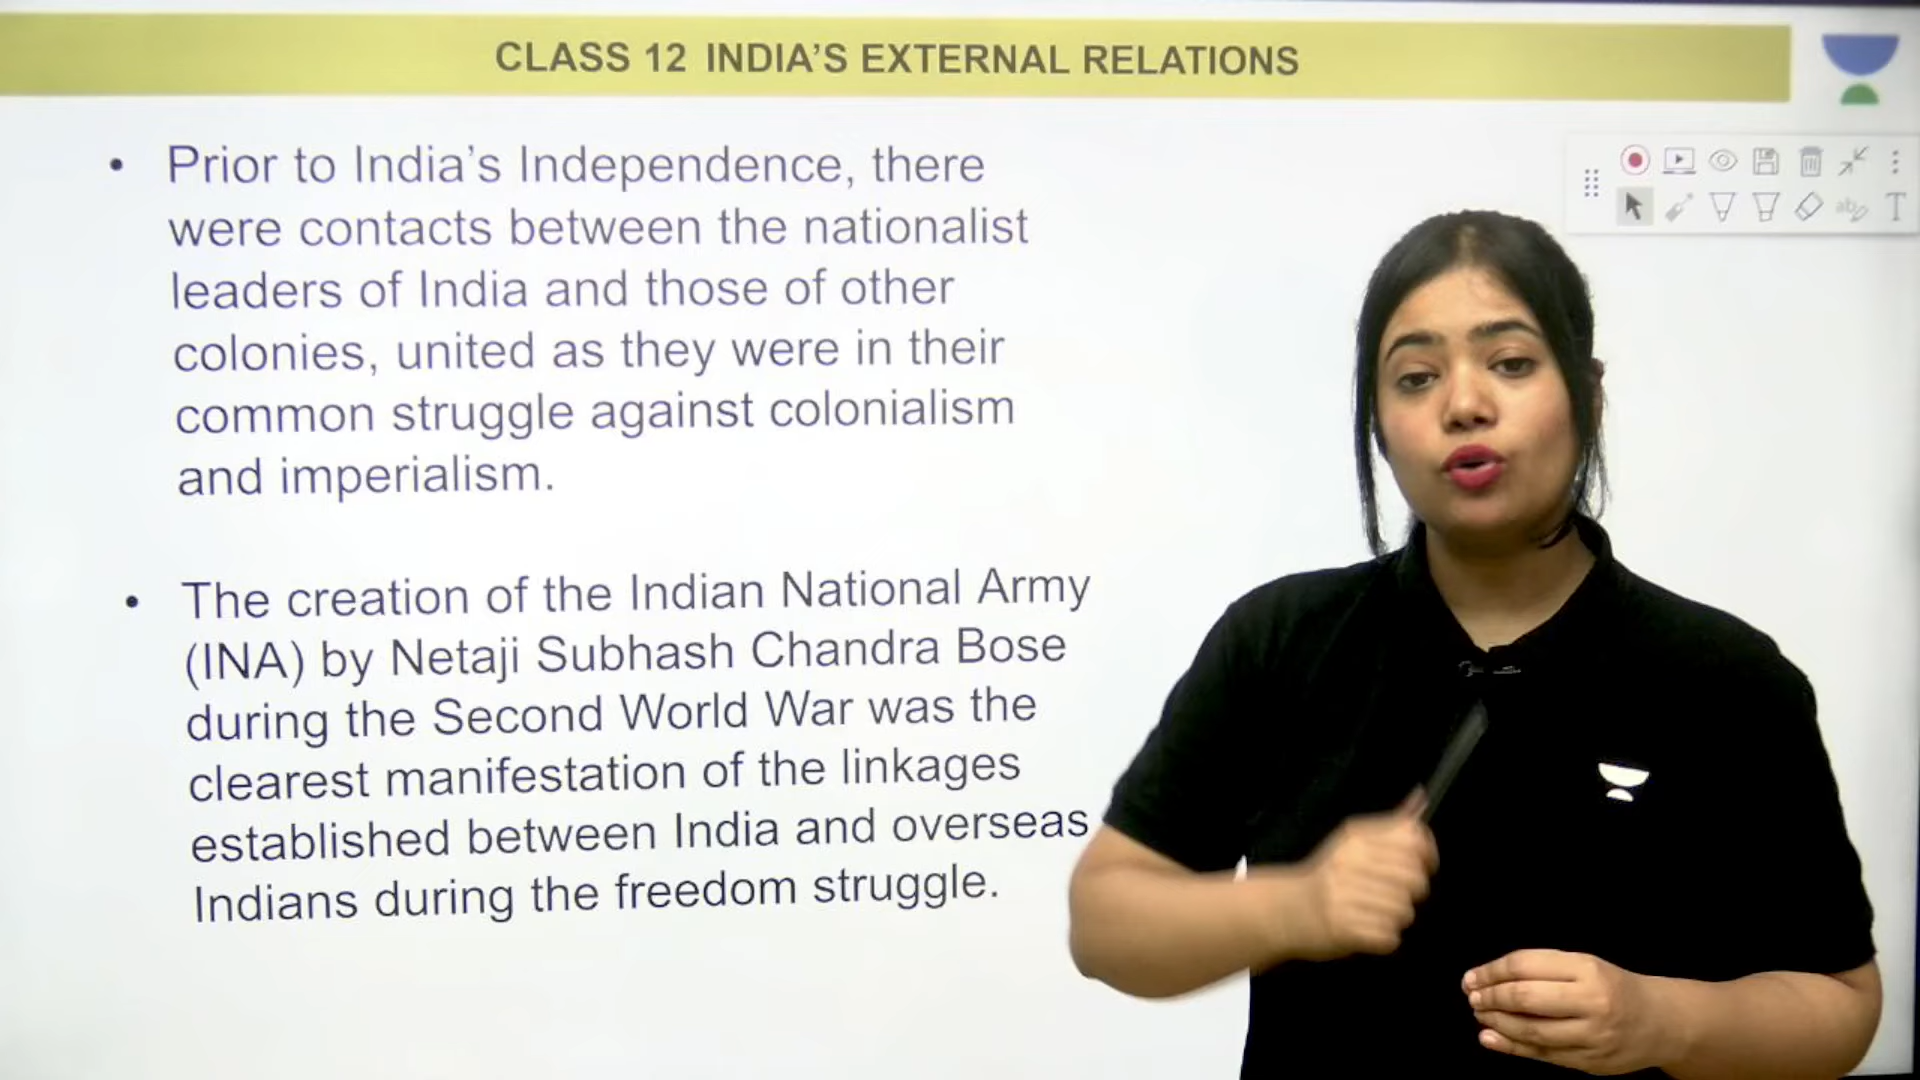 CLASS 12 INDIA'S EXTERNAL RELATIONS
• Prior to India's Independence, there
were contacts between the nationalist
leaders of India and those of other
colonies, united as they were in their
common struggle against colonialism
and imperialism.
• The creation of the Indian National Army
(INA) by Netaji Subhash Chandra Bose
during the Second World War was the
clearest manifestation of the linkages
established between India and overseas
Indians during the freedom struggle.
ab
T